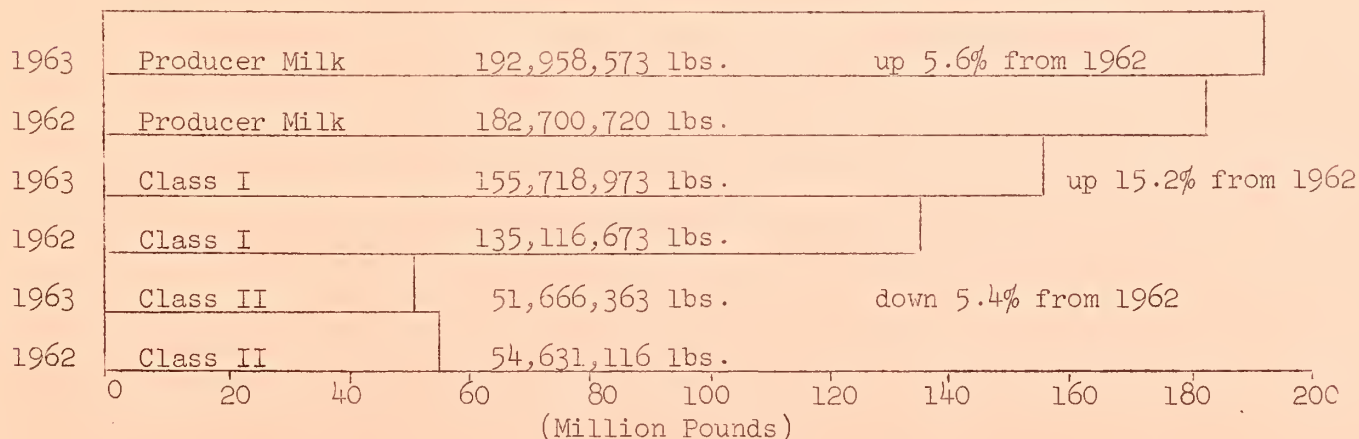 1963 Producer Milk 192,958,573 lbs. up 5.6% from 1962
1962 Producer Milk 182,700,720 lbs.
1963 Class I 155,718,973 lbs. up 15.2% from 1962
1962 Class I 135,116,673 lbs.
1963 Class II 51,666,363 lbs. down 5.4% from 1962
1962 Class II 54,631,116 lbs.
0 20 40 60 80 100 120 140 160 180 200
(Million Pounds)